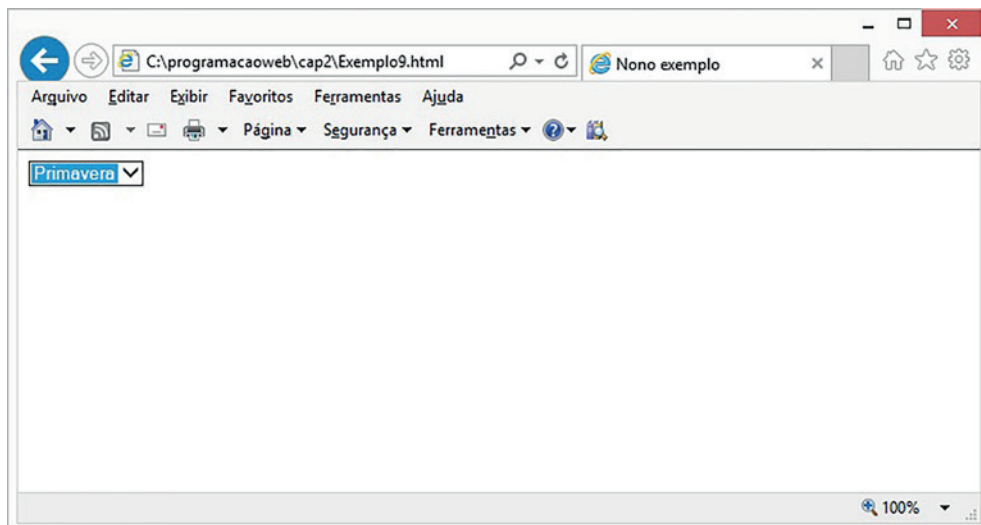 C:\programacaoweb\cap2\Exemplo9.html
Nono exemplo
Arquivo Editar Exibir Favoritos Ferramentas Ajuda
Página Segurança Ferramentas
Primavera
100%